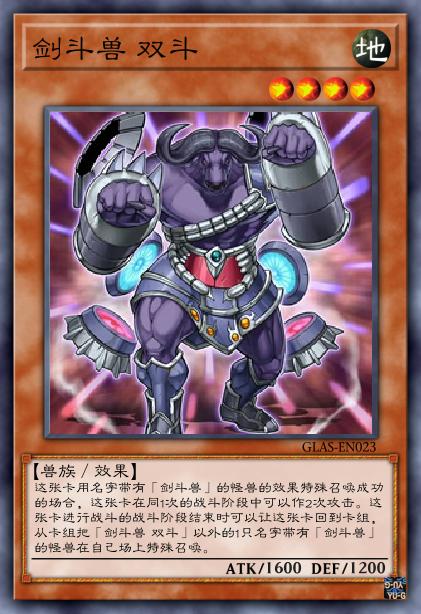 剑斗兽 双斗
地
GLAS-EN023
【兽族／效果】
这张卡用名字带有「剑斗兽」的怪兽的效果特殊召唤成功
的场合，这张卡在同1次的战斗阶段中可以作2次攻击。这
张卡进行战斗的战斗阶段结束时可以让这张卡回到卡组，
从卡组把「剑斗兽 双斗」以外的1只名字带有「剑斗兽」
的怪兽在自己场上特殊召唤。
ATK/1600 DEF/1200